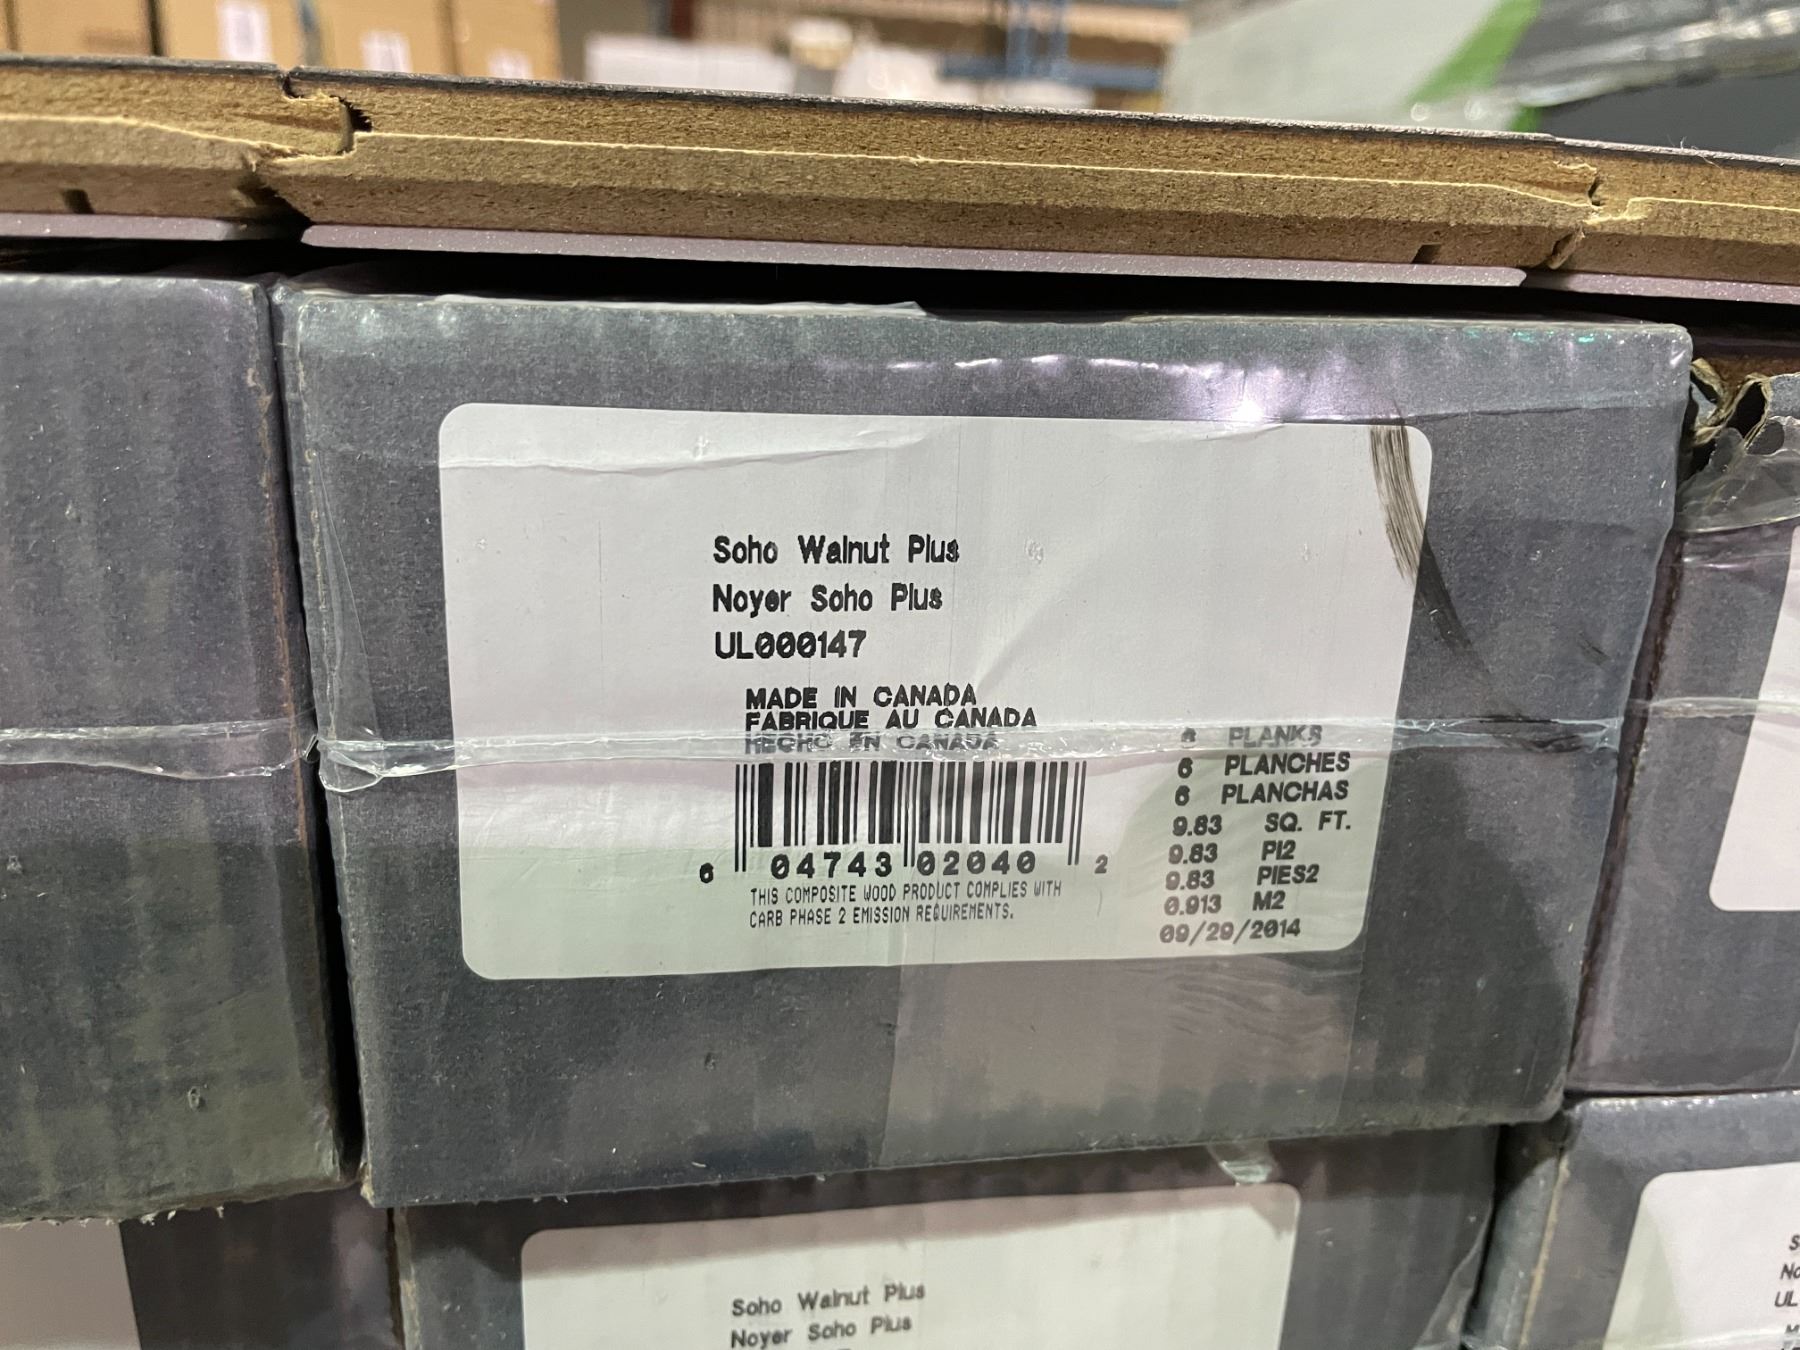 Soho Walnut Plus
Noyer Soho Plus
UL000147
MADE IN CANADA
FABRIQUE AU CANADA
HECHO EN CANADA
6 PLANKS
6 PLANCHES
6 PLANCHAS
9.83 SQ. FT.
9.83 PI2
9.83 PIES2
0.913 M2
09/29/2014
6 04743 02040 2
THIS COMPOSITE WOOD PRODUCT COMPLIES WITH
CARB PHASE 2 EMISSION REQUIREMENTS.
Soho Walnut Plus
Noyer Soho Plus
S
No
UL